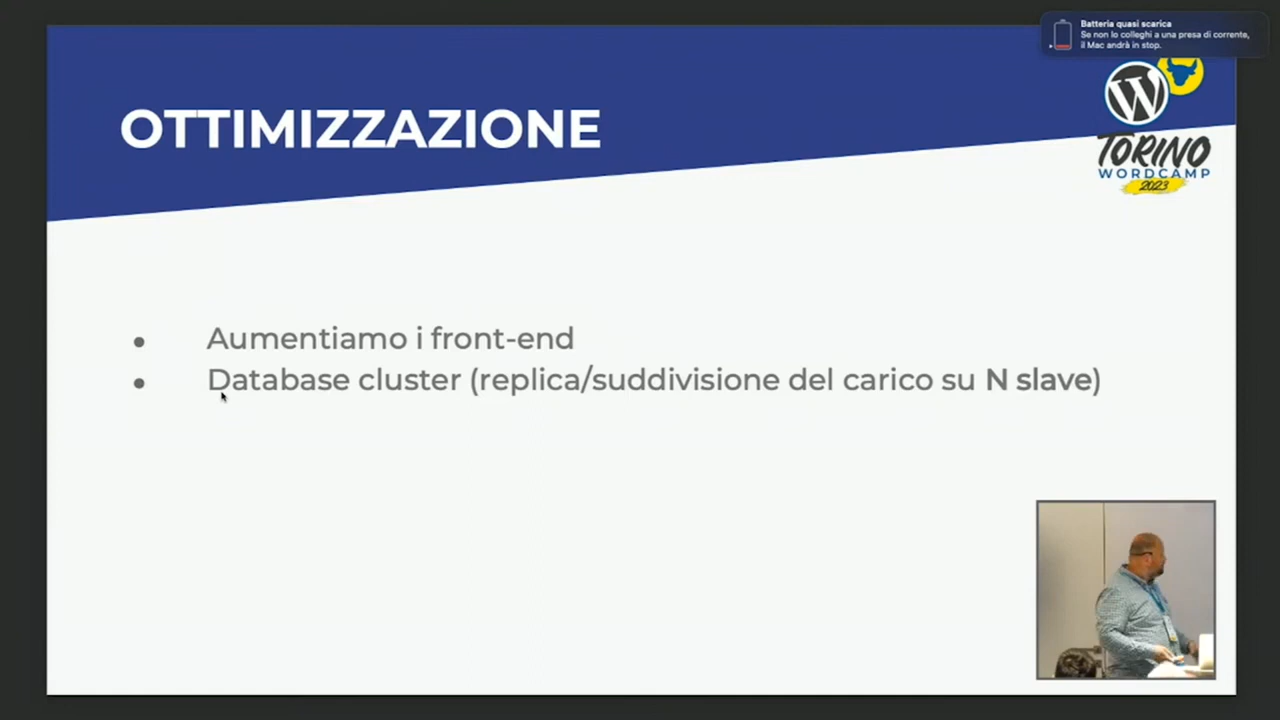 Batteria quasi scarica
Se non lo colleghi a una presa di corrente,
il Mac andrà in stop.
OTTIMIZZAZIONE
W
TORINO
WORDCAMP
2023
• Aumentiamo i front-end
• Database cluster (replica/suddivisione del carico su N slave)